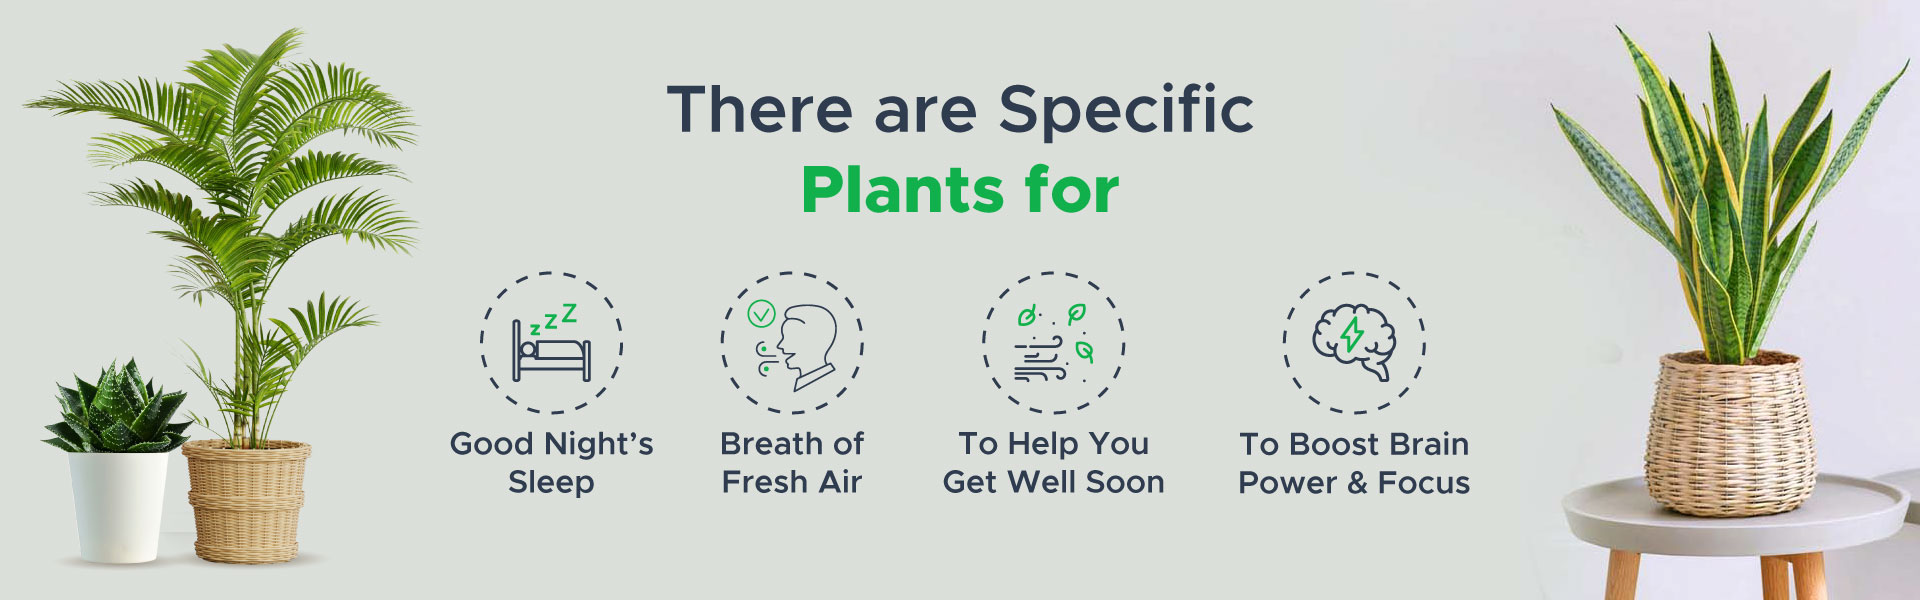 There are Specific
Plants for
z z Z
Good Night's
Sleep
Breath of
Fresh Air
To Help You
Get Well Soon
To Boost Brain
Power & Focus